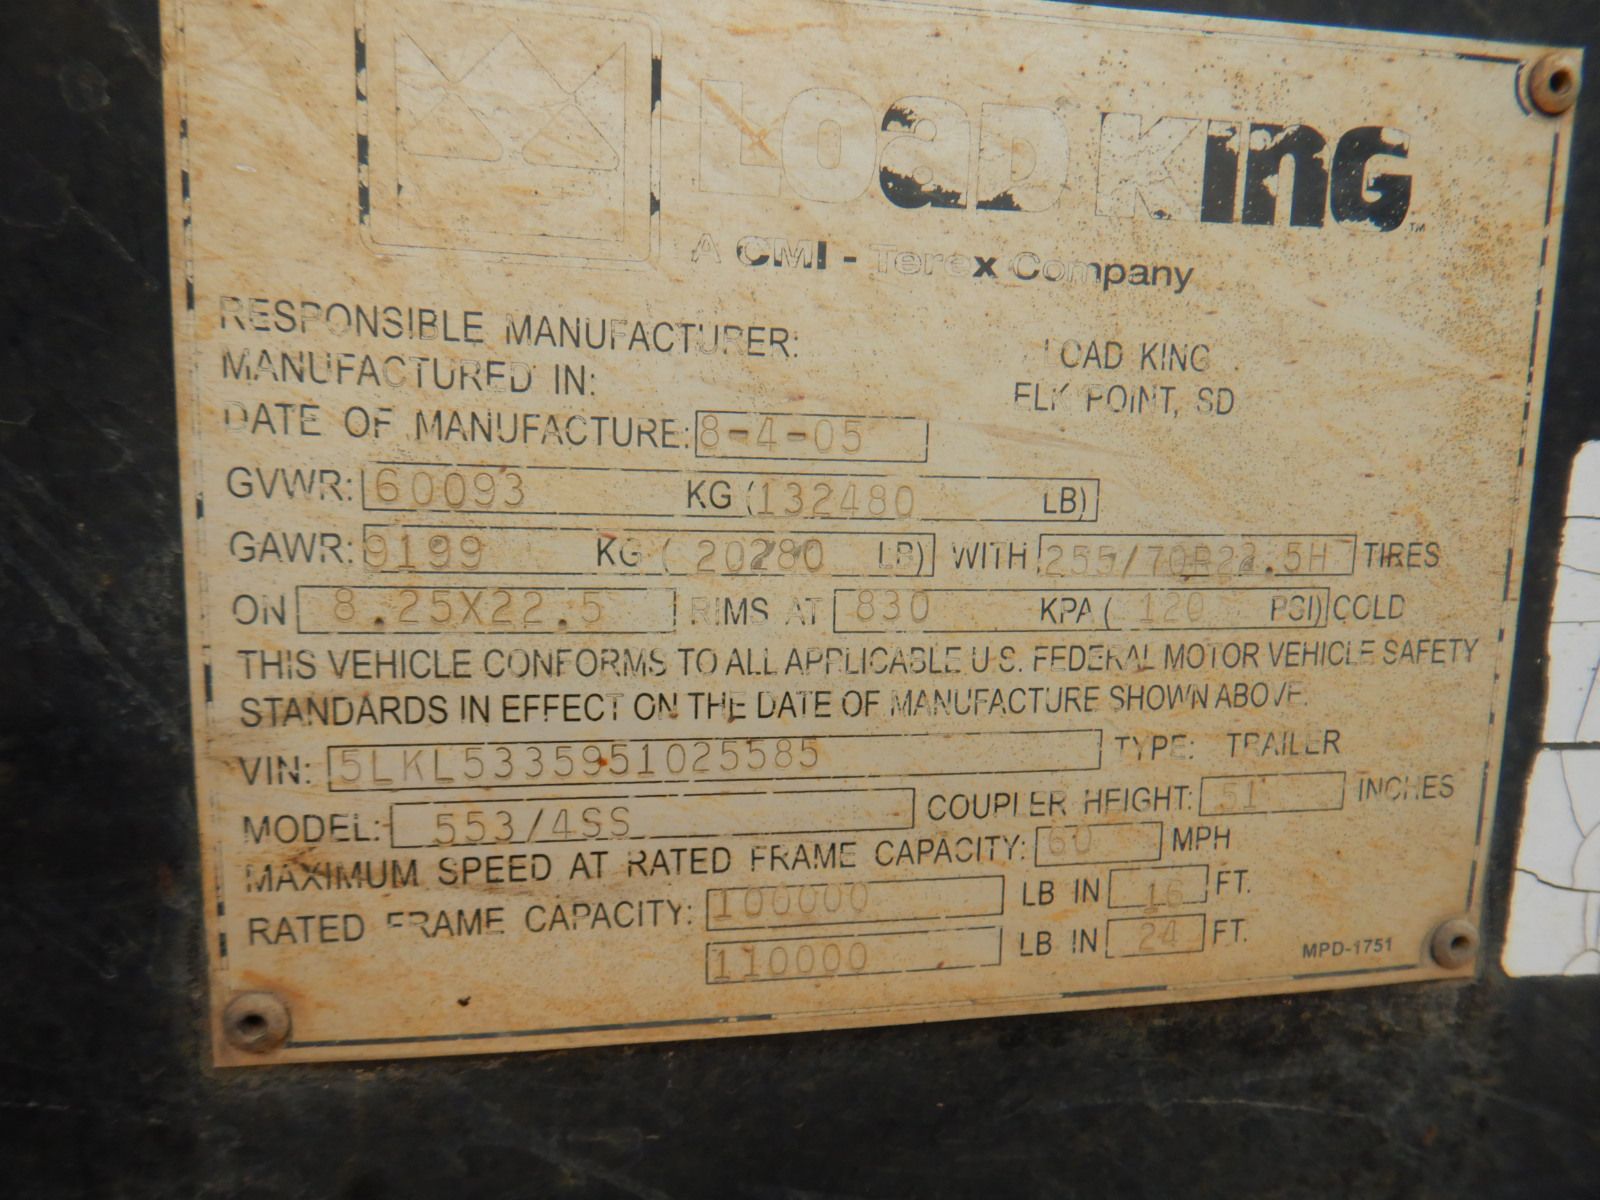 LOAD KING™
A CMI - Terex Company
RESPONSIBLE MANUFACTURER: LOAD KING
MANUFACTURED IN: ELK POINT, SD
DATE OF MANUFACTURE: 8-4-05
GVWR: 60093 KG (132480 LB)
GAWR: 9199 KG ( 20280 LB) WITH 255/70R22.5H TIRES
ON 8.25X22.5 RIMS AT 830 KPA ( 120 PSI) COLD
THIS VEHICLE CONFORMS TO ALL APPLICABLE U.S. FEDERAL MOTOR VEHICLE SAFETY
STANDARDS IN EFFECT ON THE DATE OF MANUFACTURE SHOWN ABOVE.
VIN: 5LKL5335951025585 TYPE: TRAILER
MODEL: 553/4SS COUPLER HEIGHT: 51 INCHES
MAXIMUM SPEED AT RATED FRAME CAPACITY: 60 MPH
RATED FRAME CAPACITY: 100000 LB IN 16 FT.
110000 LB IN 24 FT.
MPD-1751